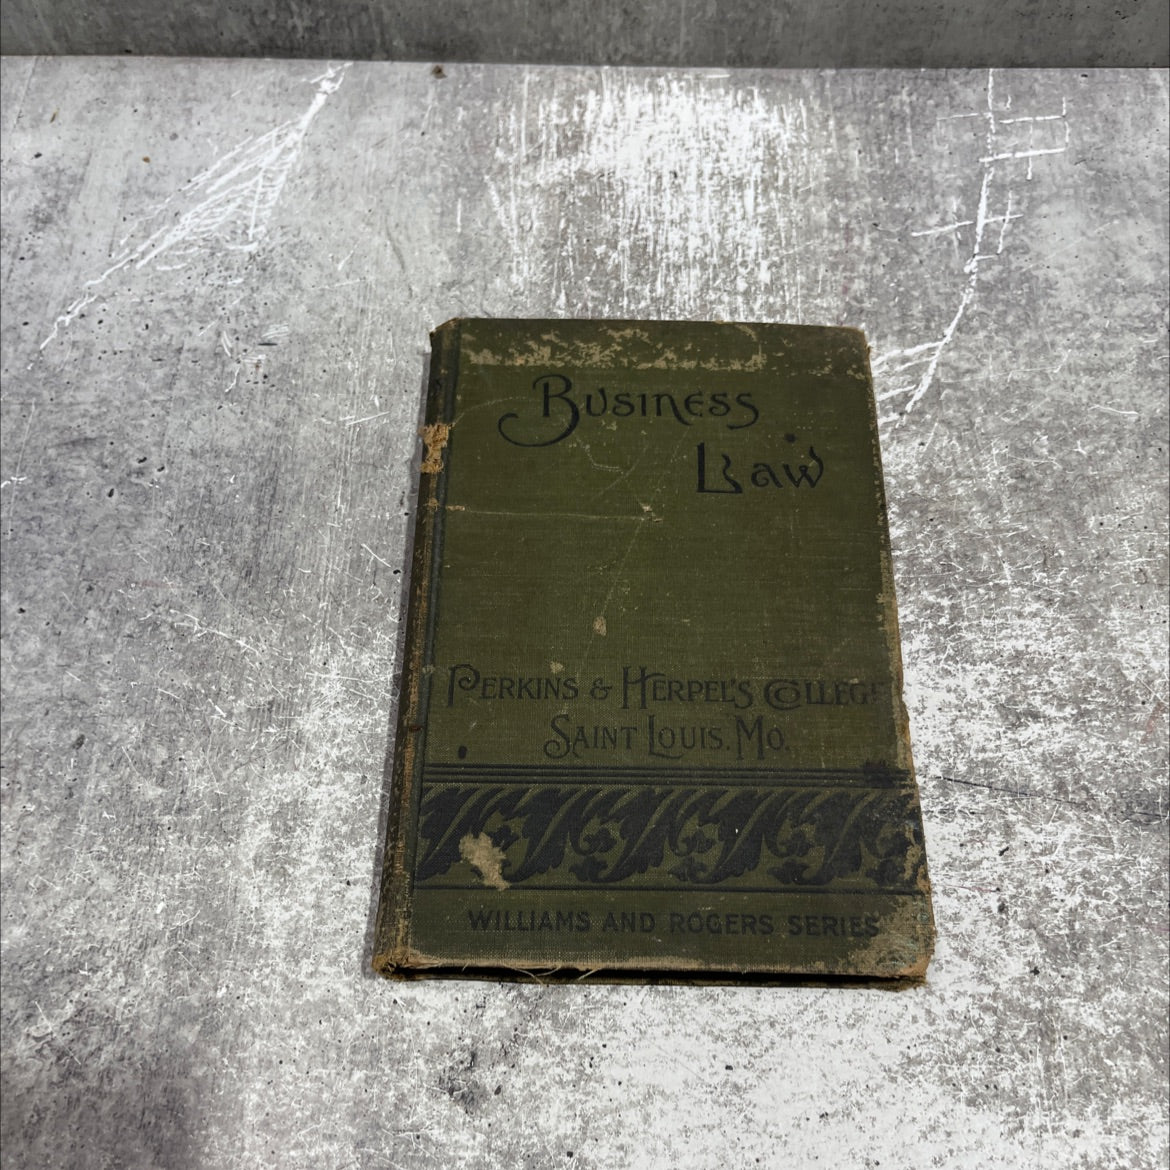 Business
Law
PERKINS & HERPEL'S COLLEGE
SAINT LOUIS. MO.
WILLIAMS AND ROGERS SERIES